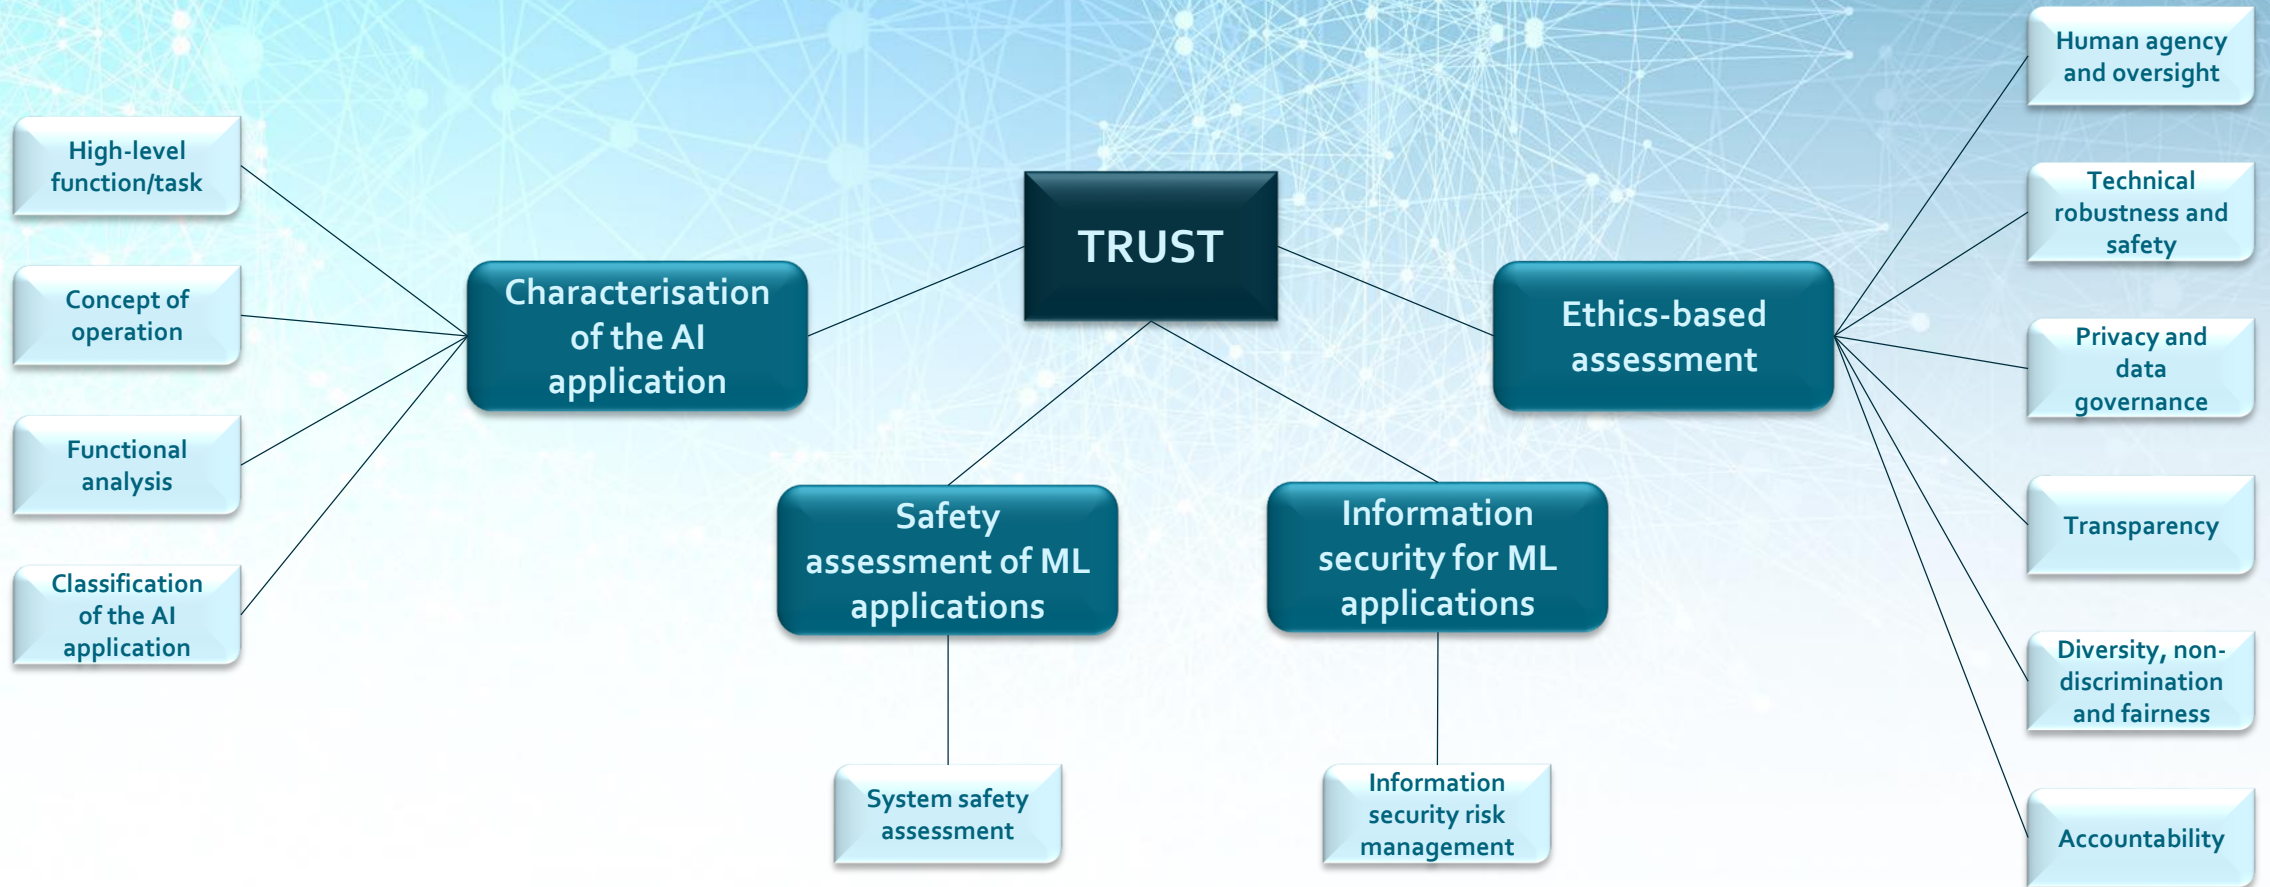 TRUST
Characterisation
of the AI
application
High-level
function/task
Concept of
operation
Functional
analysis
Classification
of the AI
application
Safety
assessment of ML
applications
System safety
assessment
Information
security for ML
applications
Information
security risk
management
Ethics-based
assessment
Human agency
and oversight
Technical
robustness and
safety
Privacy and
data
governance
Transparency
Diversity, non-
discrimination
and fairness
Accountability